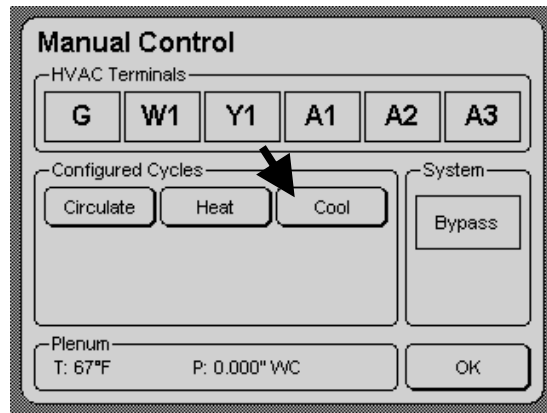 Manual Control
HVAC Terminals
G W1 Y1 A1 A2 A3
Configured Cycles
Circulate Heat Cool
System
Bypass
Plenum
T: 67°F P: 0.000" WC
OK